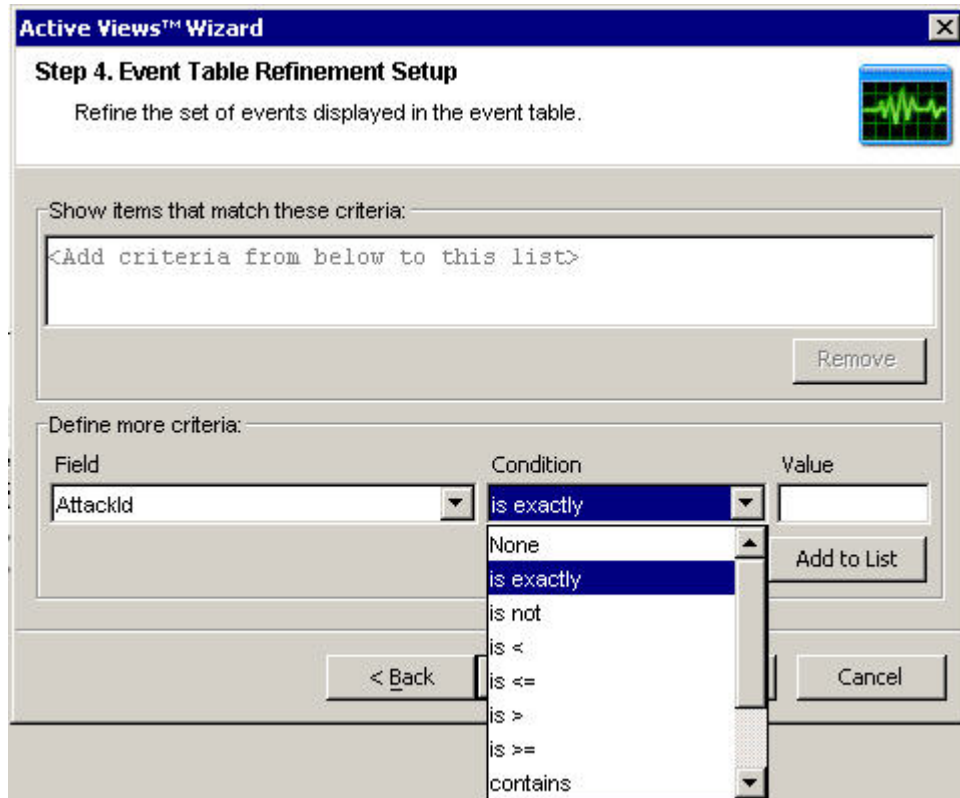 Active Views™ Wizard
Step 4. Event Table Refinement Setup
Refine the set of events displayed in the event table.
Show items that match these criteria:
<Add criteria from below to this list>
Remove
Define more criteria:
Field Condition Value
AttackId is exactly
None
is exactly
is not
is <
is <=
is >
is >=
contains
Add to List
< Back
Cancel